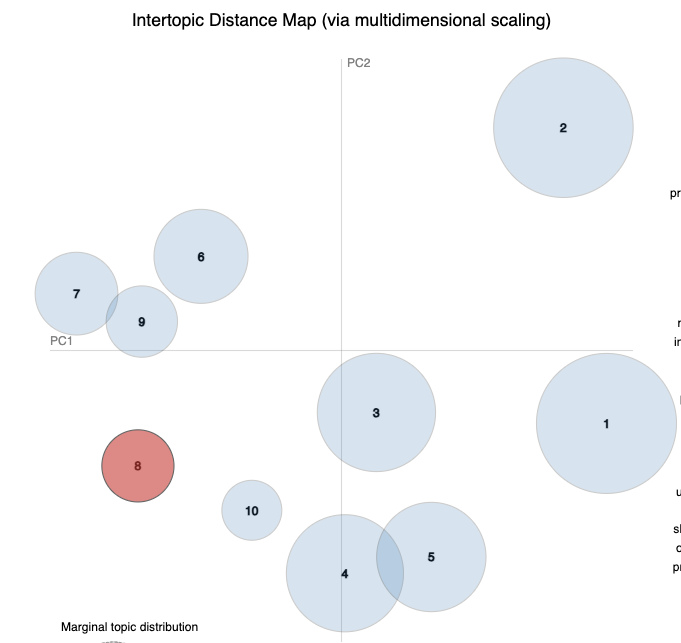 Intertopic Distance Map (via multidimensional scaling)
PC2
2
6
7
9
PC1
3
1
8
10
5
4
Marginal topic distribution